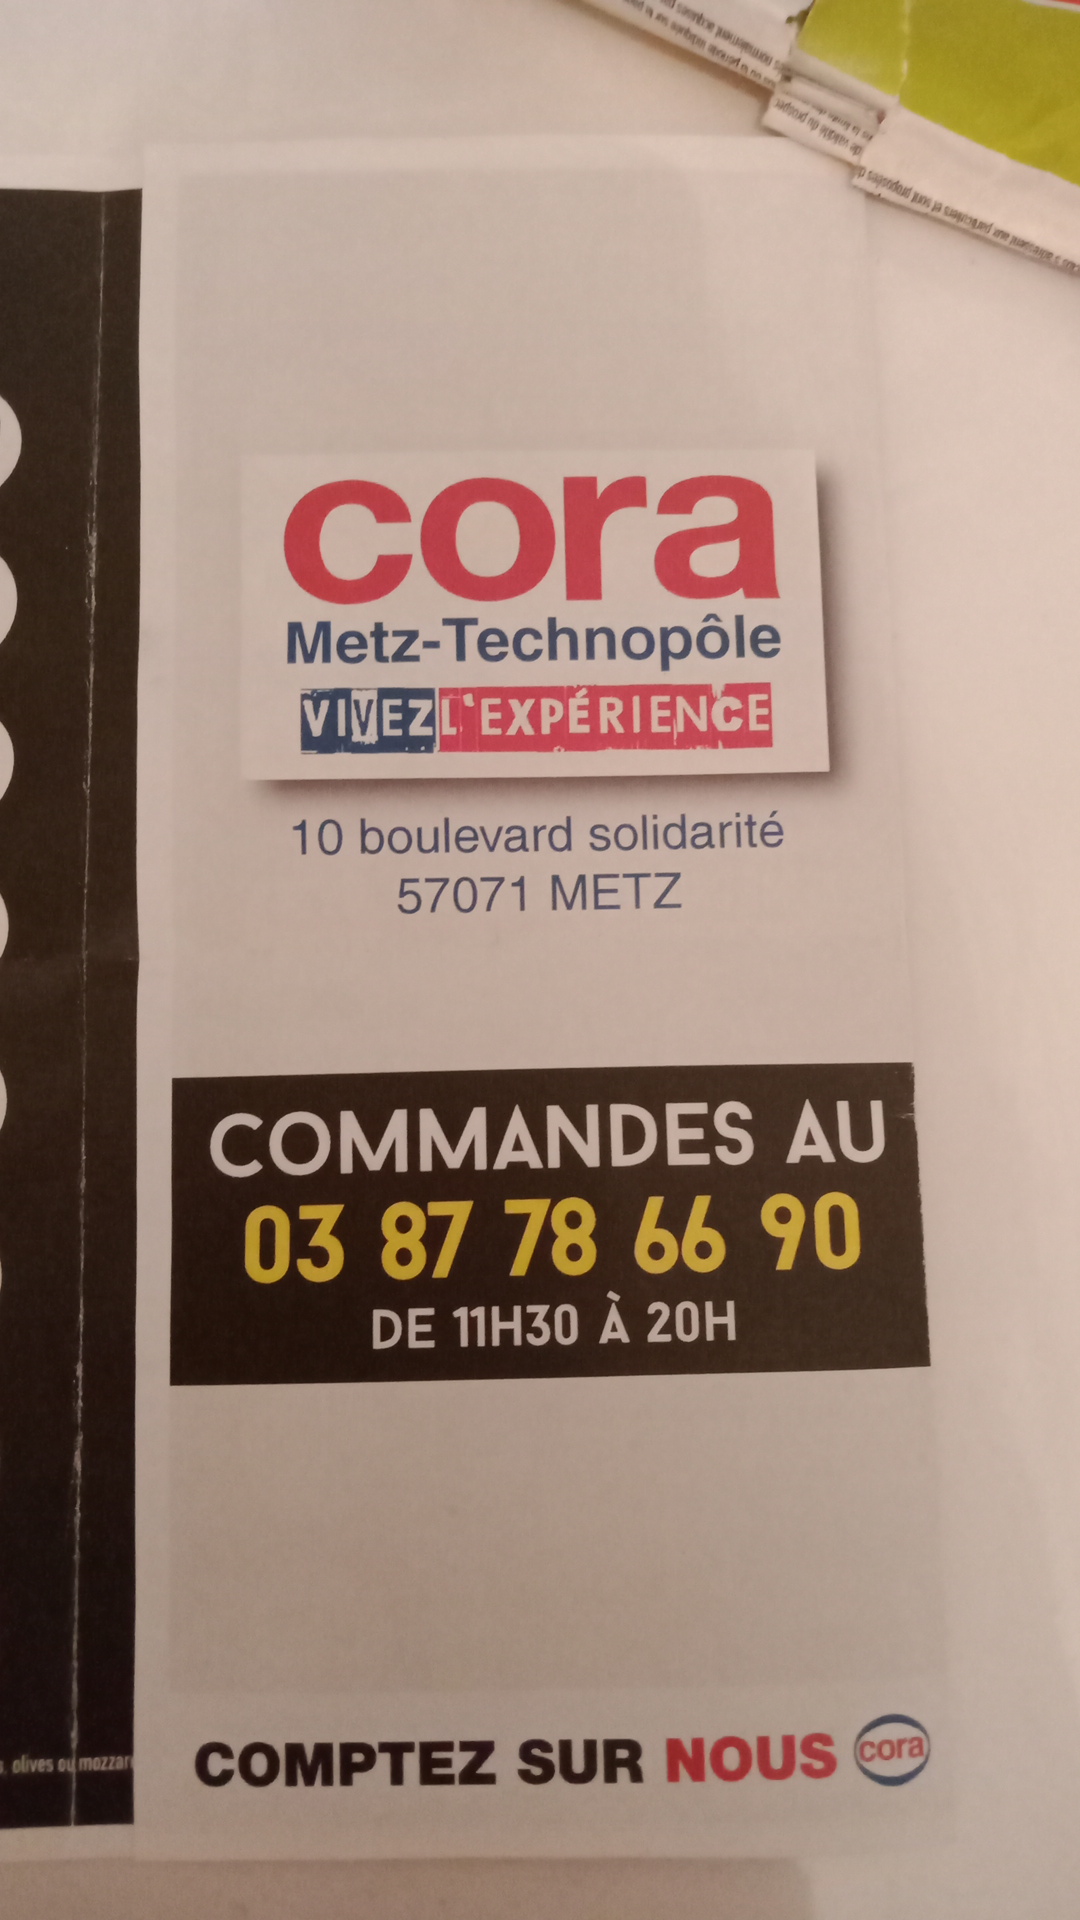 cora
Metz-Technopôle
VIVEZ L'EXPÉRIENCE
10 boulevard solidarité
57071 METZ
COMMANDES AU
03 87 78 66 90
DE 11H30 À 20H
, olives ou mozzar
COMPTEZ SUR NOUS cora